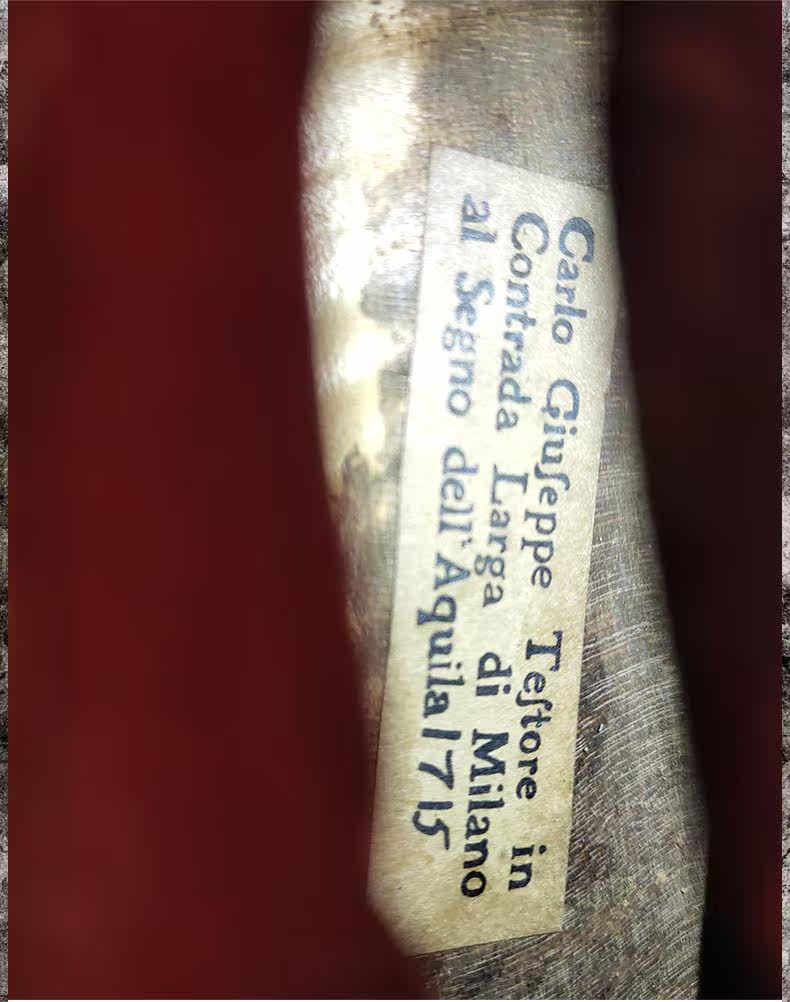 Carlo Giuſeppe Teſtore in
Contrada Larga di Milano
al Segno dell'Aquila 1715